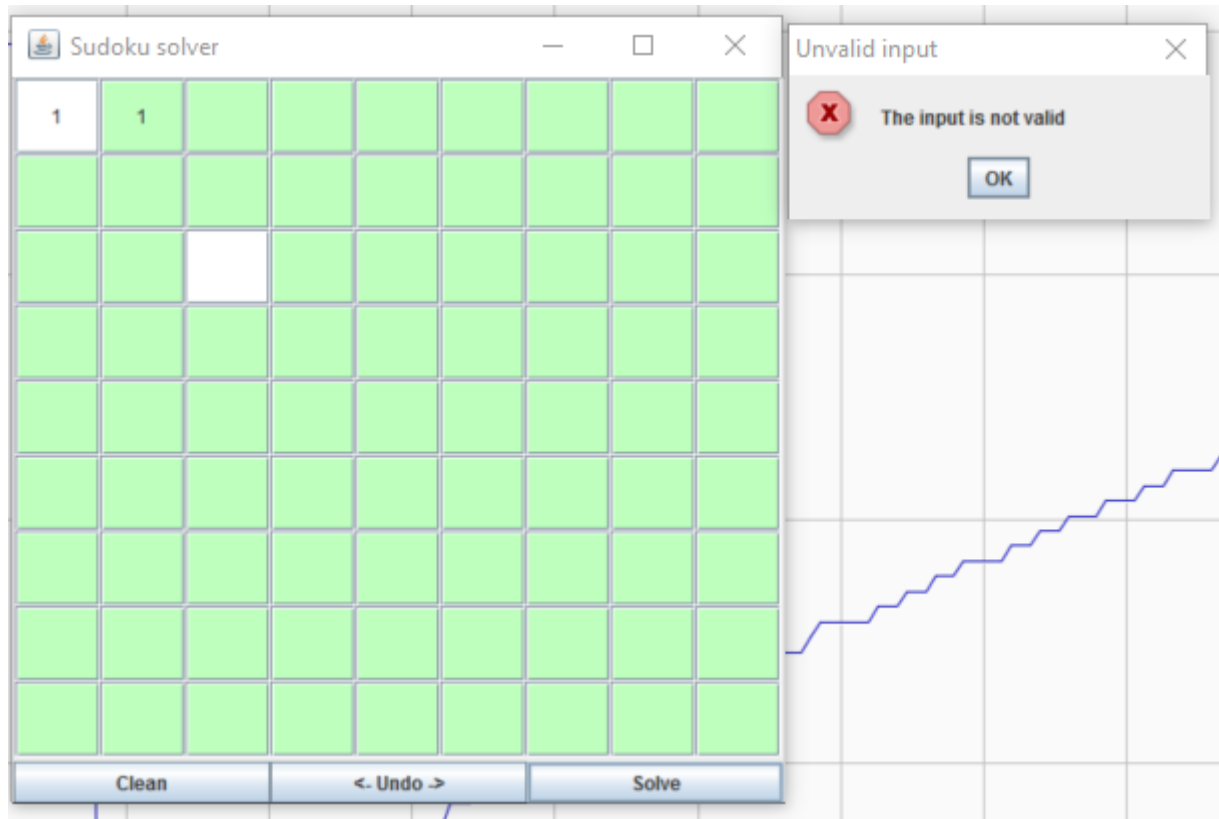 Sudoku solver
1 1
Clean <- Undo -> Solve
Unvalid input
The input is not valid
OK